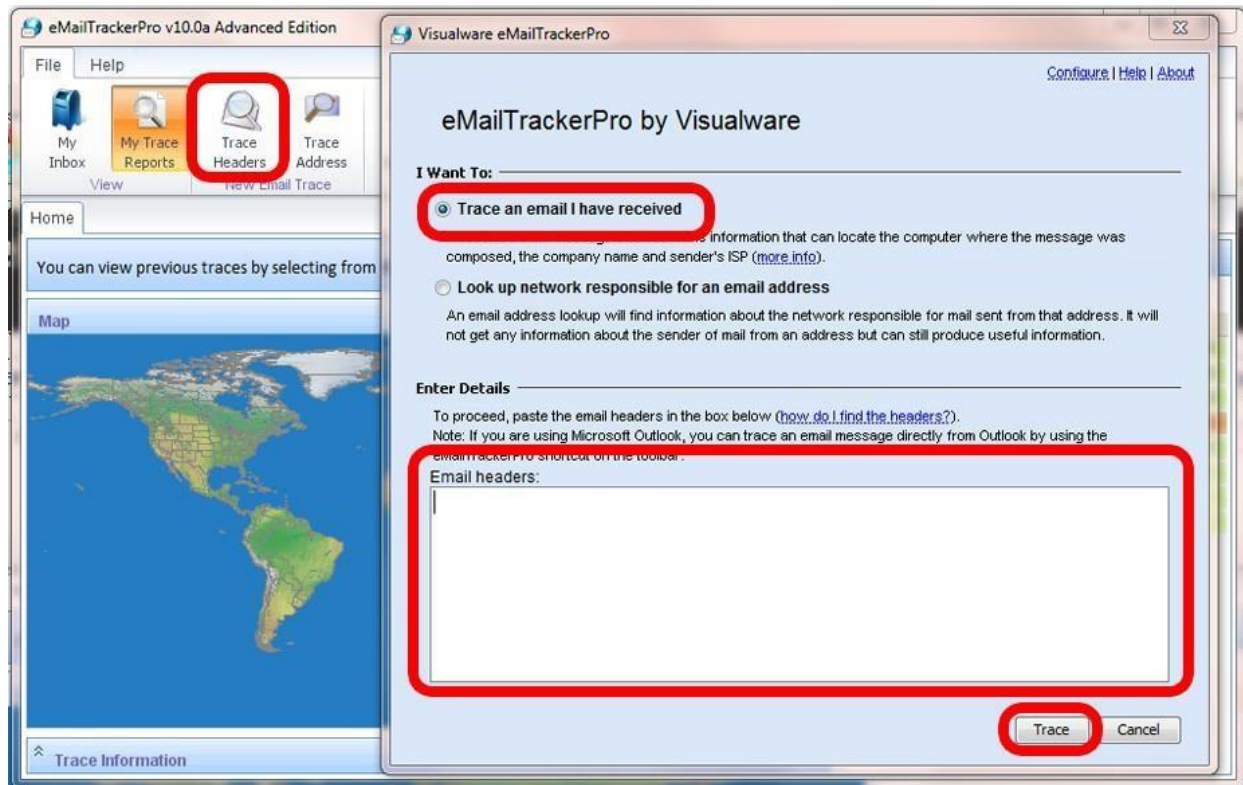 eMailTrackerPro v10.0a Advanced Edition
File Help
My Inbox
My Trace Reports
Trace Headers
Trace Address
View
New Email Trace
Home
You can view previous traces by selecting from
Map
Trace Information
Visualware eMailTrackerPro
Configure | Help | About
eMailTrackerPro by Visualware
I Want To:
Trace an email I have received
information that can locate the computer where the message was
composed, the company name and sender's ISP (more info).
Look up network responsible for an email address
An email address lookup will find information about the network responsible for mail sent from that address. It will
not get any information about the sender of mail from an address but can still produce useful information.
Enter Details
To proceed, paste the email headers in the box below (how do I find the headers?).
Note: If you are using Microsoft Outlook, you can trace an email message directly from Outlook by using the
eMailTrackerPro shortcut on the toolbar.
Email headers:
Trace Cancel